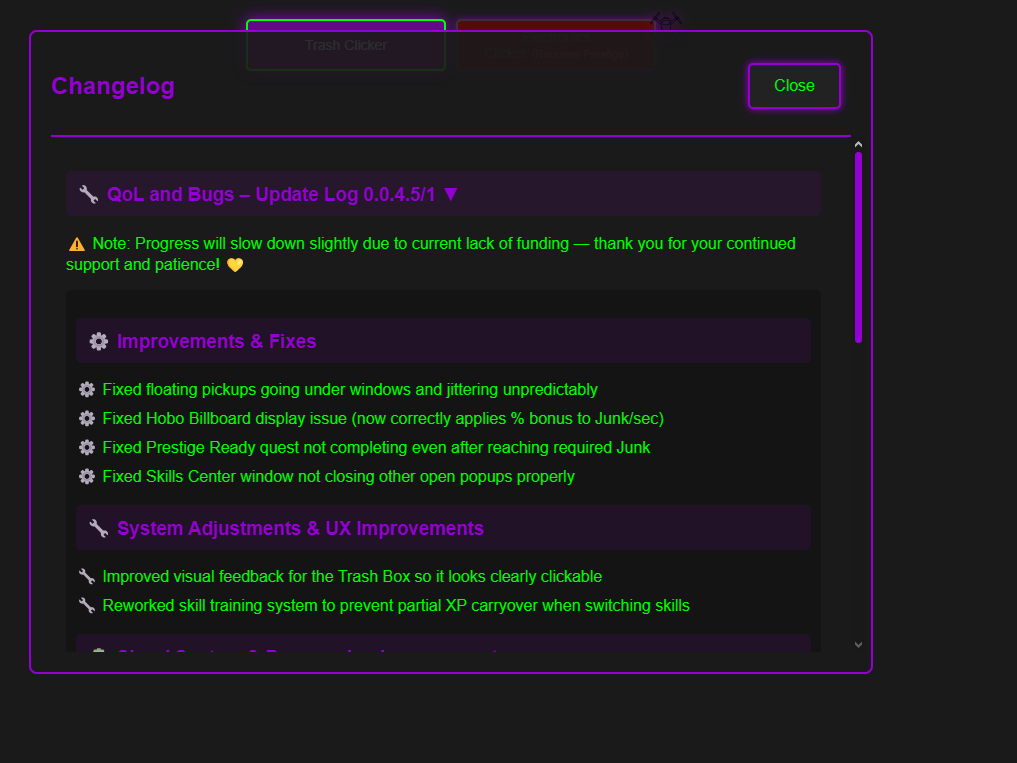 Trash Clicker
Changelog
Close
🔧 QoL and Bugs – Update Log 0.0.4.5/1 ▼
⚠️ Note: Progress will slow down slightly due to current lack of funding — thank you for your continued
support and patience! 💛
⚙️ Improvements & Fixes
⚙️ Fixed floating pickups going under windows and jittering unpredictably
⚙️ Fixed Hobo Billboard display issue (now correctly applies % bonus to Junk/sec)
⚙️ Fixed Prestige Ready quest not completing even after reaching required Junk
⚙️ Fixed Skills Center window not closing other open popups properly
🔧 System Adjustments & UX Improvements
🔧 Improved visual feedback for the Trash Box so it looks clearly clickable
🔧 Reworked skill training system to prevent partial XP carryover when switching skills